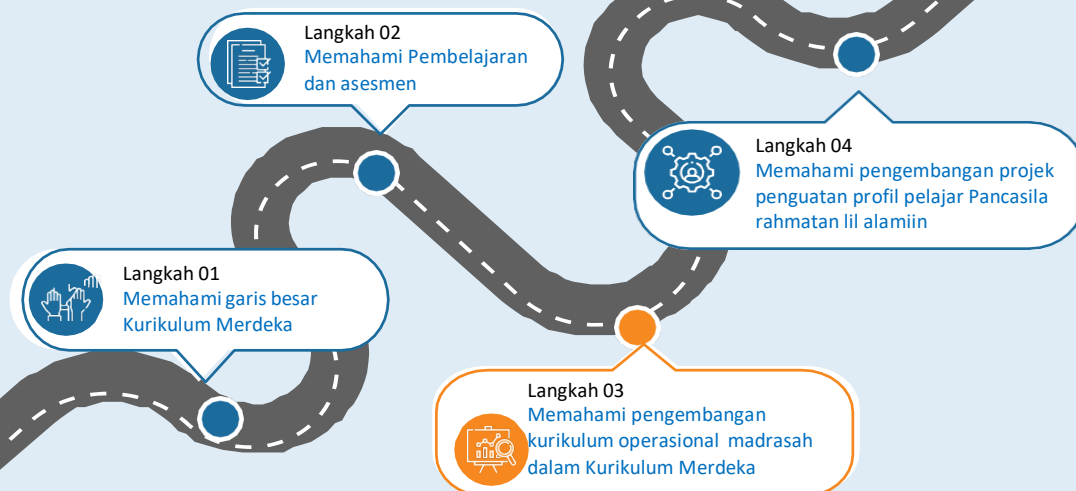 Langkah 01
Memahami garis besar
Kurikulum Merdeka
Langkah 02
Memahami Pembelajaran
dan asesmen
Langkah 03
Memahami pengembangan
kurikulum operasional madrasah
dalam Kurikulum Merdeka
Langkah 04
Memahami pengembangan projek
penguatan profil pelajar Pancasila
rahmatan lil alamiin